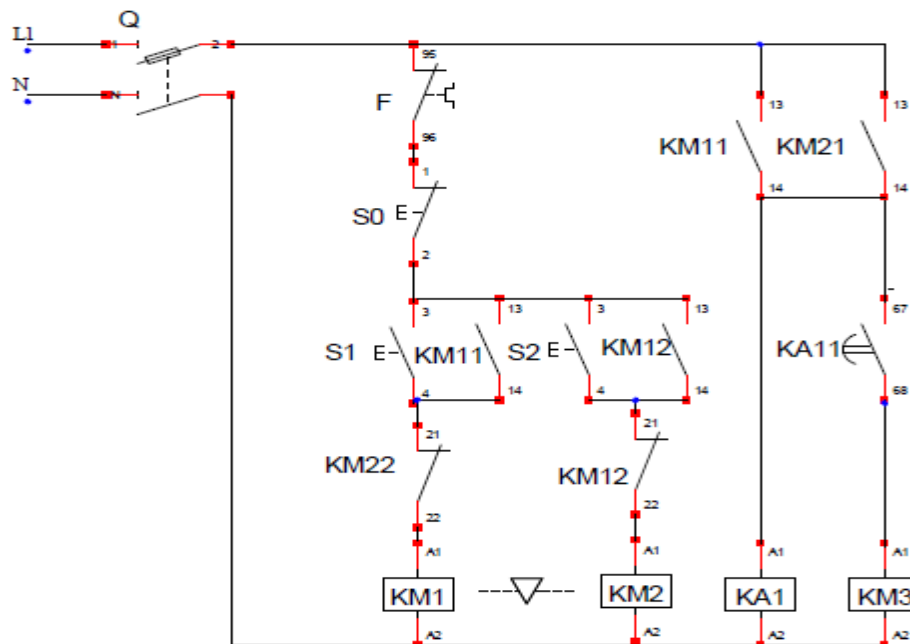 Q
L1 1 2
N N
95
F
96
1
S0 E
2
13 13
KM11 KM21
14 14
3 13 3 13
S1 E KM11 S2 E KM12
4 14 4 14
67
KA11
68
21 21
KM22 KM12
22 22
A1 A1 A1 A1
KM1 KM2 KA1 KM3
A2 A2 A2 A2